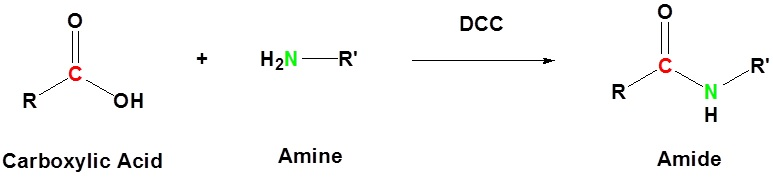 O
C
R
OH
+
H₂N
R'
DCC
O
C
R
N
H
R'
Carboxylic Acid
Amine
Amide